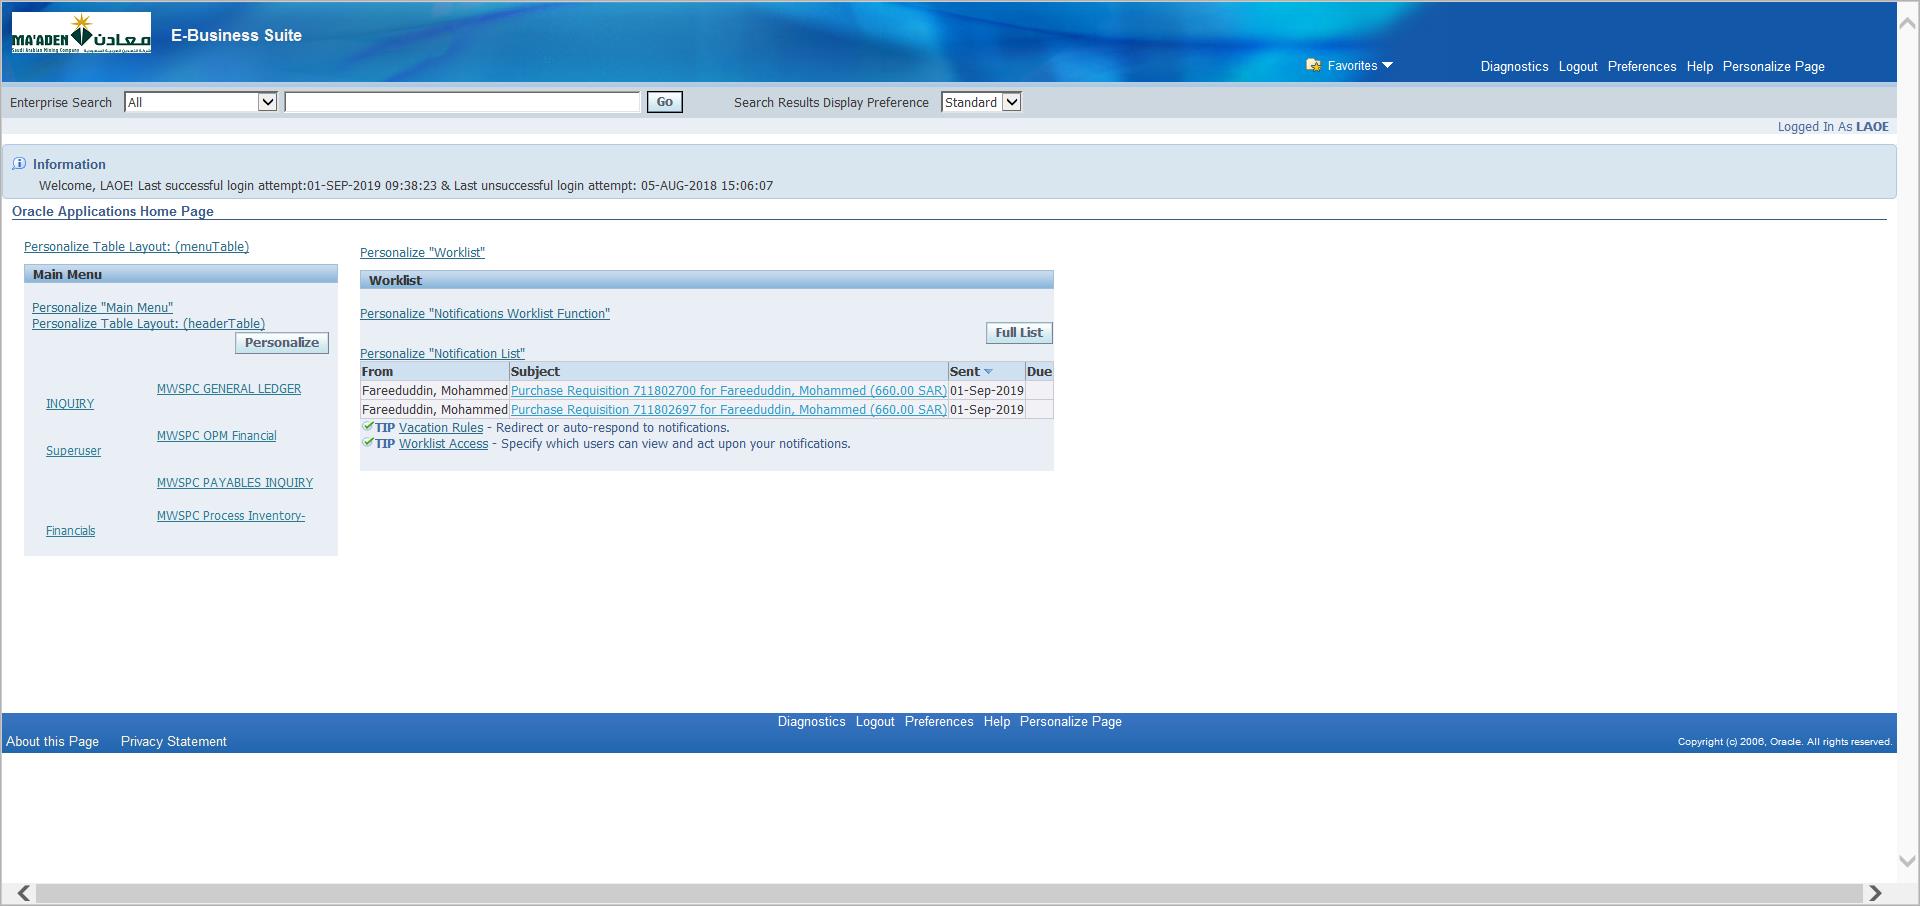 MA'ADEN معادن
Saudi Arabian Mining Company
E-Business Suite
Favorites
Diagnostics Logout Preferences Help Personalize Page
Enterprise Search All Go Search Results Display Preference Standard
Logged In As LAOE
Information
Welcome, LAOE! Last successful login attempt:01-SEP-2019 09:38:23 & Last unsuccessful login attempt: 05-AUG-2018 15:06:07
Oracle Applications Home Page
Personalize Table Layout: (menuTable)
Main Menu
Personalize "Main Menu"
Personalize Table Layout: (headerTable)
Personalize
MWSPC GENERAL LEDGER
INQUIRY
MWSPC OPM Financial
Superuser
MWSPC PAYABLES INQUIRY
MWSPC Process Inventory-
Financials
Personalize "Worklist"
Worklist
Personalize "Notifications Worklist Function"
Full List
Personalize "Notification List"
From Subject Sent Due
Fareeduddin, Mohammed Purchase Requisition 711802700 for Fareeduddin, Mohammed (660.00 SAR) 01-Sep-2019
Fareeduddin, Mohammed Purchase Requisition 711802697 for Fareeduddin, Mohammed (660.00 SAR) 01-Sep-2019
TIP Vacation Rules - Redirect or auto-respond to notifications.
TIP Worklist Access - Specify which users can view and act upon your notifications.
Diagnostics Logout Preferences Help Personalize Page
About this Page Privacy Statement
Copyright (c) 2006, Oracle. All rights reserved.